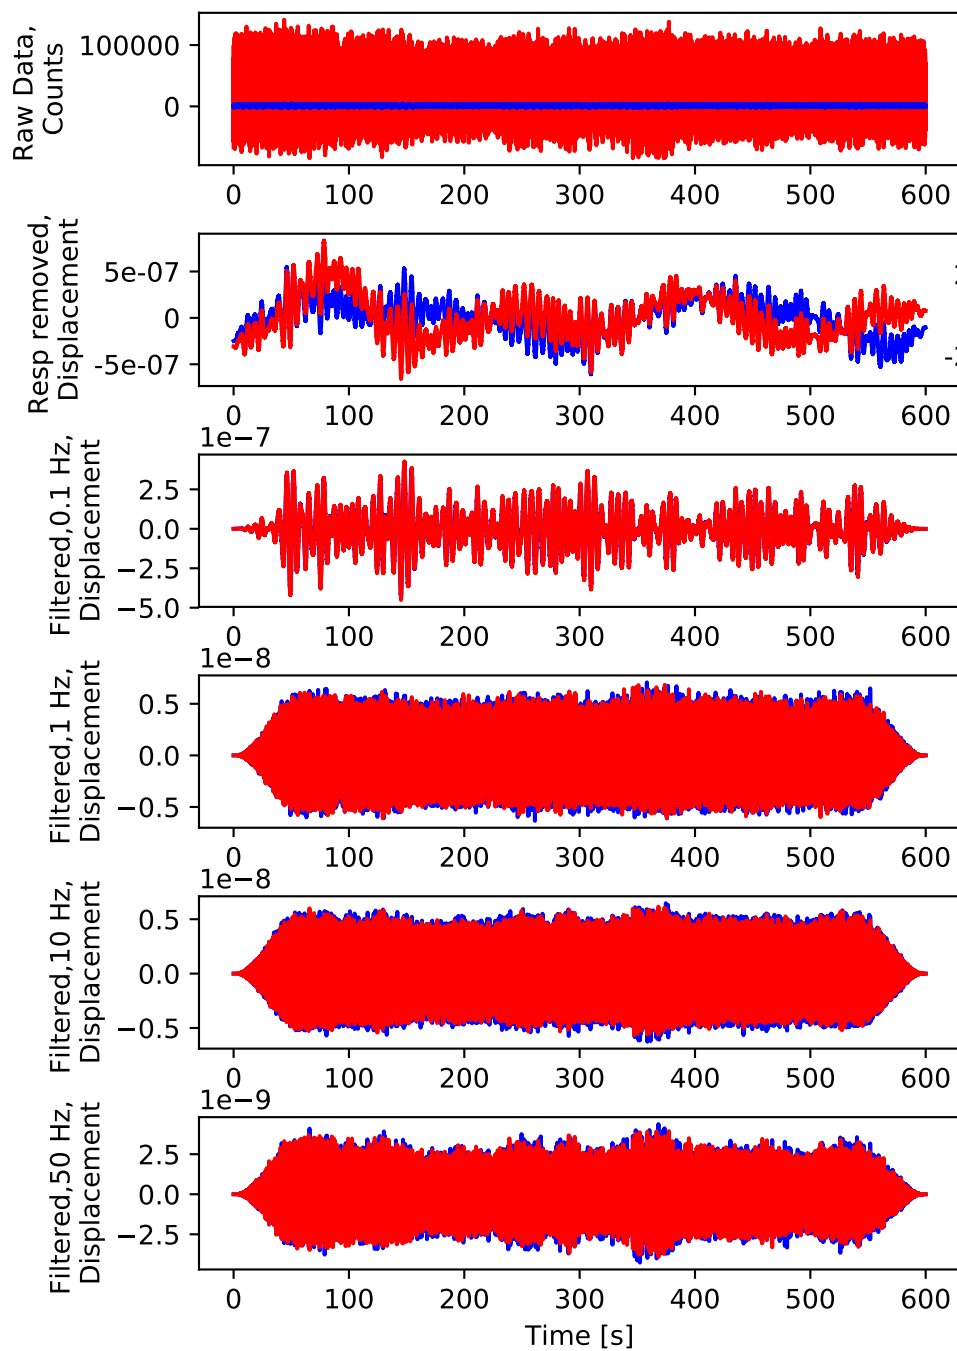 Raw Data,
Counts
100000
0
0 100 200 300 400 500 600
Resp removed,
Displacement
5e-07
0
-5e-07
0 100 200 300 400 500 600
1e−7
Filtered,0.1 Hz,
Displacement
2.5
0.0
−2.5
−5.0
0 100 200 300 400 500 600
1e−8
Filtered,1 Hz,
Displacement
0.5
0.0
−0.5
0 100 200 300 400 500 600
1e−8
Filtered,10 Hz,
Displacement
0.5
0.0
−0.5
0 100 200 300 400 500 600
1e−9
Filtered,50 Hz,
Displacement
2.5
0.0
−2.5
0 100 200 300 400 500 600
Time [s]